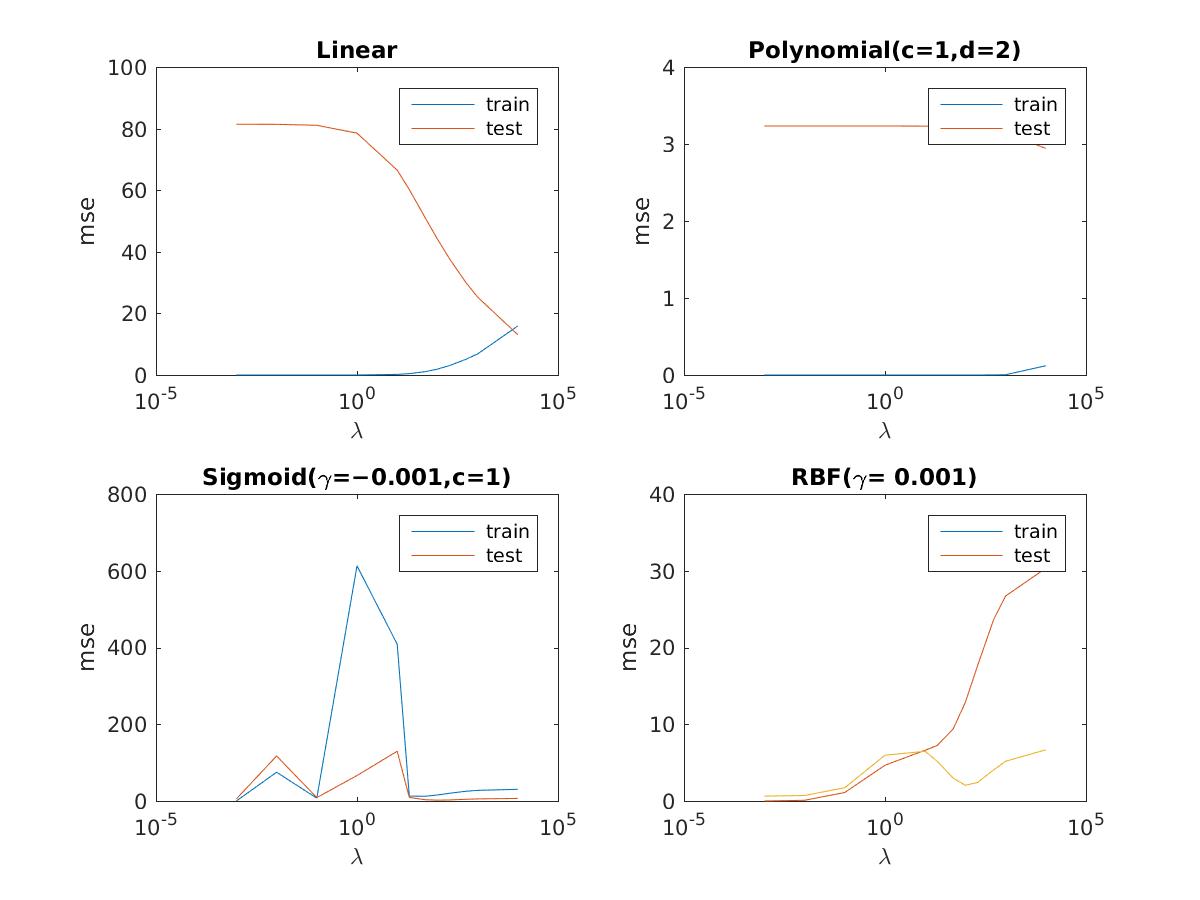 Linear
100
80
60
40
20
0
mse
10^-5
10^0
10^5
λ
train
test
Polynomial(c=1,d=2)
4
3
2
1
0
mse
10^-5
10^0
10^5
λ
train
test
Sigmoid(γ=−0.001,c=1)
800
600
400
200
0
mse
10^-5
10^0
10^5
λ
train
test
RBF(γ= 0.001)
40
30
20
10
0
mse
10^-5
10^0
10^5
λ
train
test